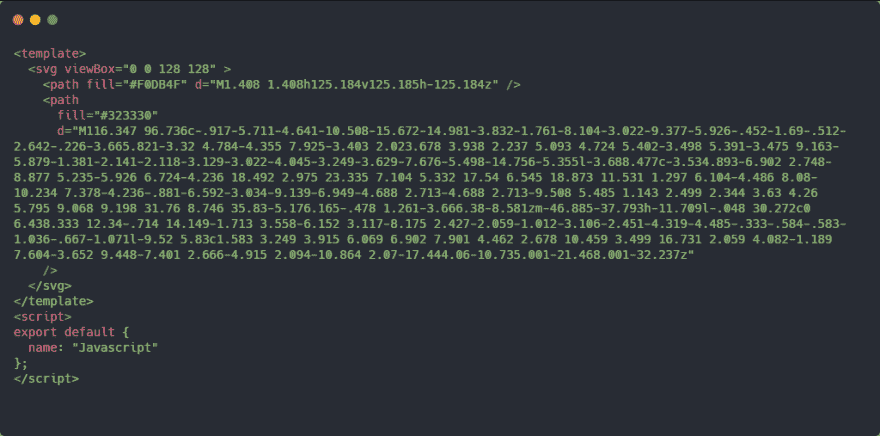 <template>
  <svg viewBox="0 0 128 128" >
    <path fill="#F0DB4F" d="M1.408 1.408h125.184v125.185h-125.184z" />
    <path
      fill="#323330"
      d="M116.347 96.736c-.917-5.711-4.641-10.508-15.672-14.981-3.832-1.761-8.104-3.022-9.377-5.926-.452-1.69-.512-
2.642-.226-3.665.821-3.32 4.784-4.355 7.925-3.403 2.023.678 3.938 2.237 5.093 4.724 5.402-3.498 5.391-3.475 9.163-
5.879-1.381-2.141-2.118-3.129-3.022-4.045-3.249-3.629-7.676-5.498-14.756-5.355l-3.688.477c-3.534.893-6.902 2.748-
8.877 5.235-5.926 6.724-4.236 18.492 2.975 23.335 7.104 5.332 17.54 6.545 18.873 11.531 1.297 6.104-4.486 8.08-
10.234 7.378-4.236-.881-6.592-3.034-9.139-6.949-4.688 2.713-4.688 2.713-9.508 5.485 1.143 2.499 2.344 3.63 4.26
5.795 9.068 9.198 31.76 8.746 35.83-5.176.165-.478 1.261-3.666.38-8.581zm-46.885-37.793h-11.709l-.048 30.272c0
6.438.333 12.34-.714 14.149-1.713 3.558-6.152 3.117-8.175 2.427-2.059-1.012-3.106-2.451-4.319-4.485-.333-.584-.583-
1.036-.667-1.071l-9.52 5.83c1.583 3.249 3.915 6.069 6.902 7.901 4.462 2.678 10.459 3.499 16.731 2.059 4.082-1.189
7.604-3.652 9.448-7.401 2.666-4.915 2.094-10.864 2.07-17.444.06-10.735.001-21.468.001-32.237z"
    />
  </svg>
</template>
<script>
export default {
  name: "Javascript"
};
</script>